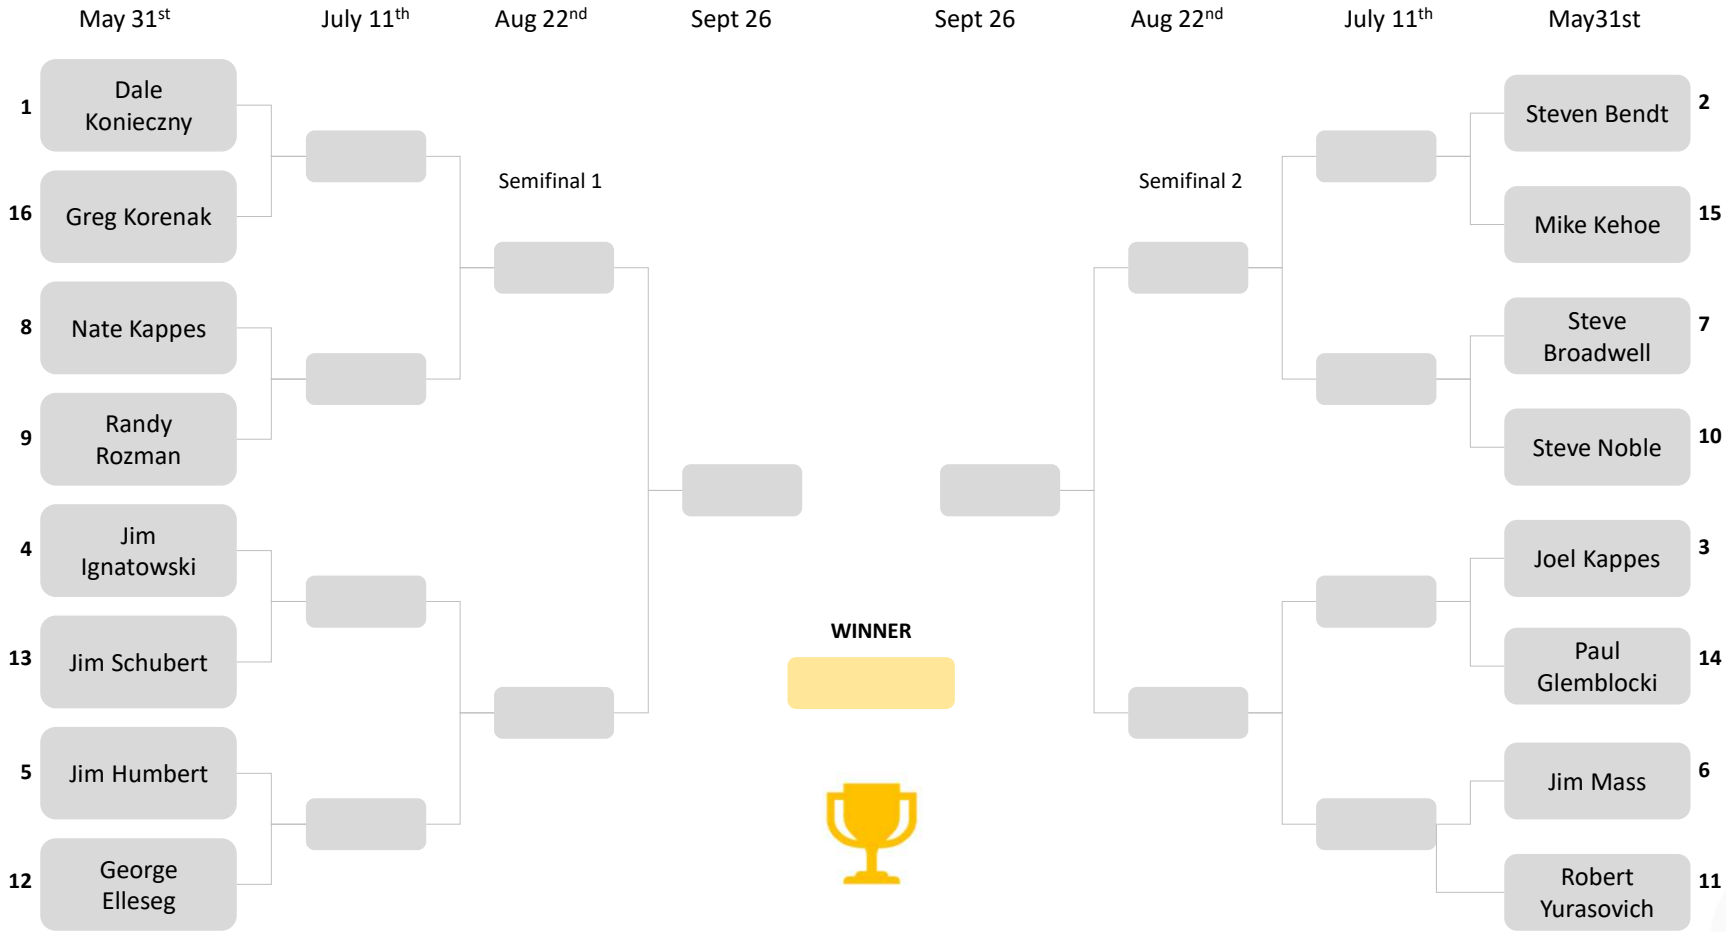 May 31st
July 11th
Aug 22nd
Sept 26
Sept 26
Aug 22nd
July 11th
May31st
1
Dale
Konieczny
16
Greg Korenak
8
Nate Kappes
9
Randy
Rozman
4
Jim
Ignatowski
13
Jim Schubert
5
Jim Humbert
12
George
Elleseg
Semifinal 1
WINNER
Semifinal 2
Steven Bendt
2
Mike Kehoe
15
Steve
Broadwell
7
Steve Noble
10
Joel Kappes
3
Paul
Glemblocki
14
Jim Mass
6
Robert
Yurasovich
11